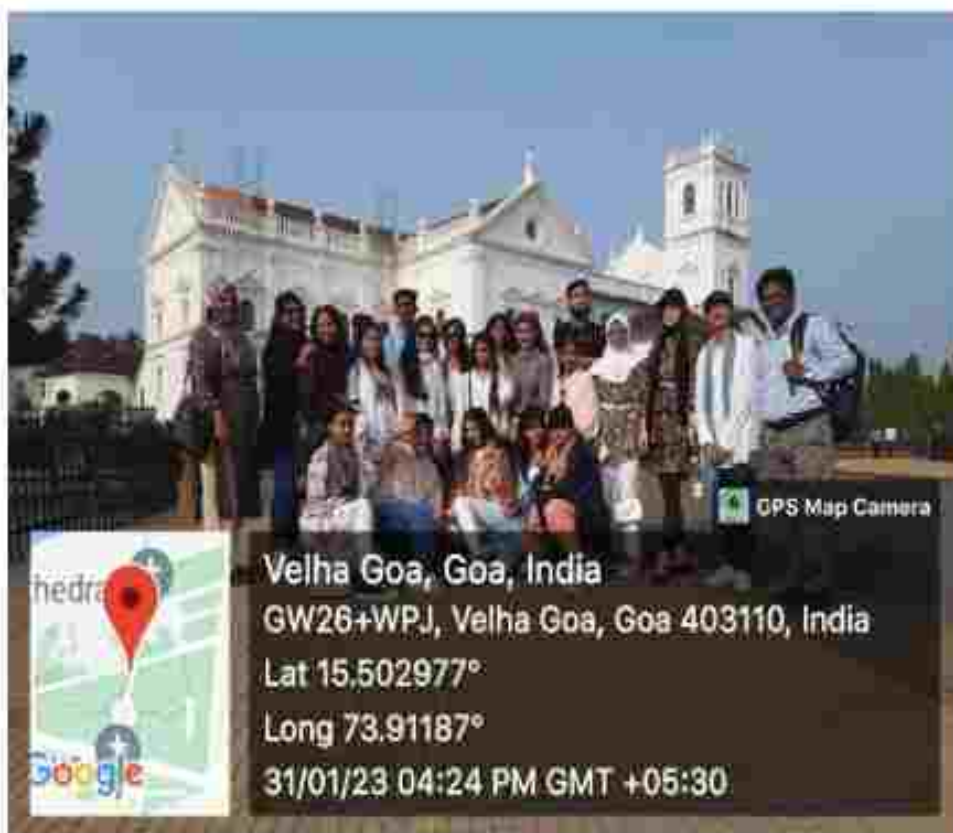 GPS Map Camera
Velha Goa, Goa, India
GW26+WPJ, Velha Goa, Goa 403110, India
Lat 15.502977°
Long 73.91187°
31/01/23 04:24 PM GMT +05:30
thedra
Google